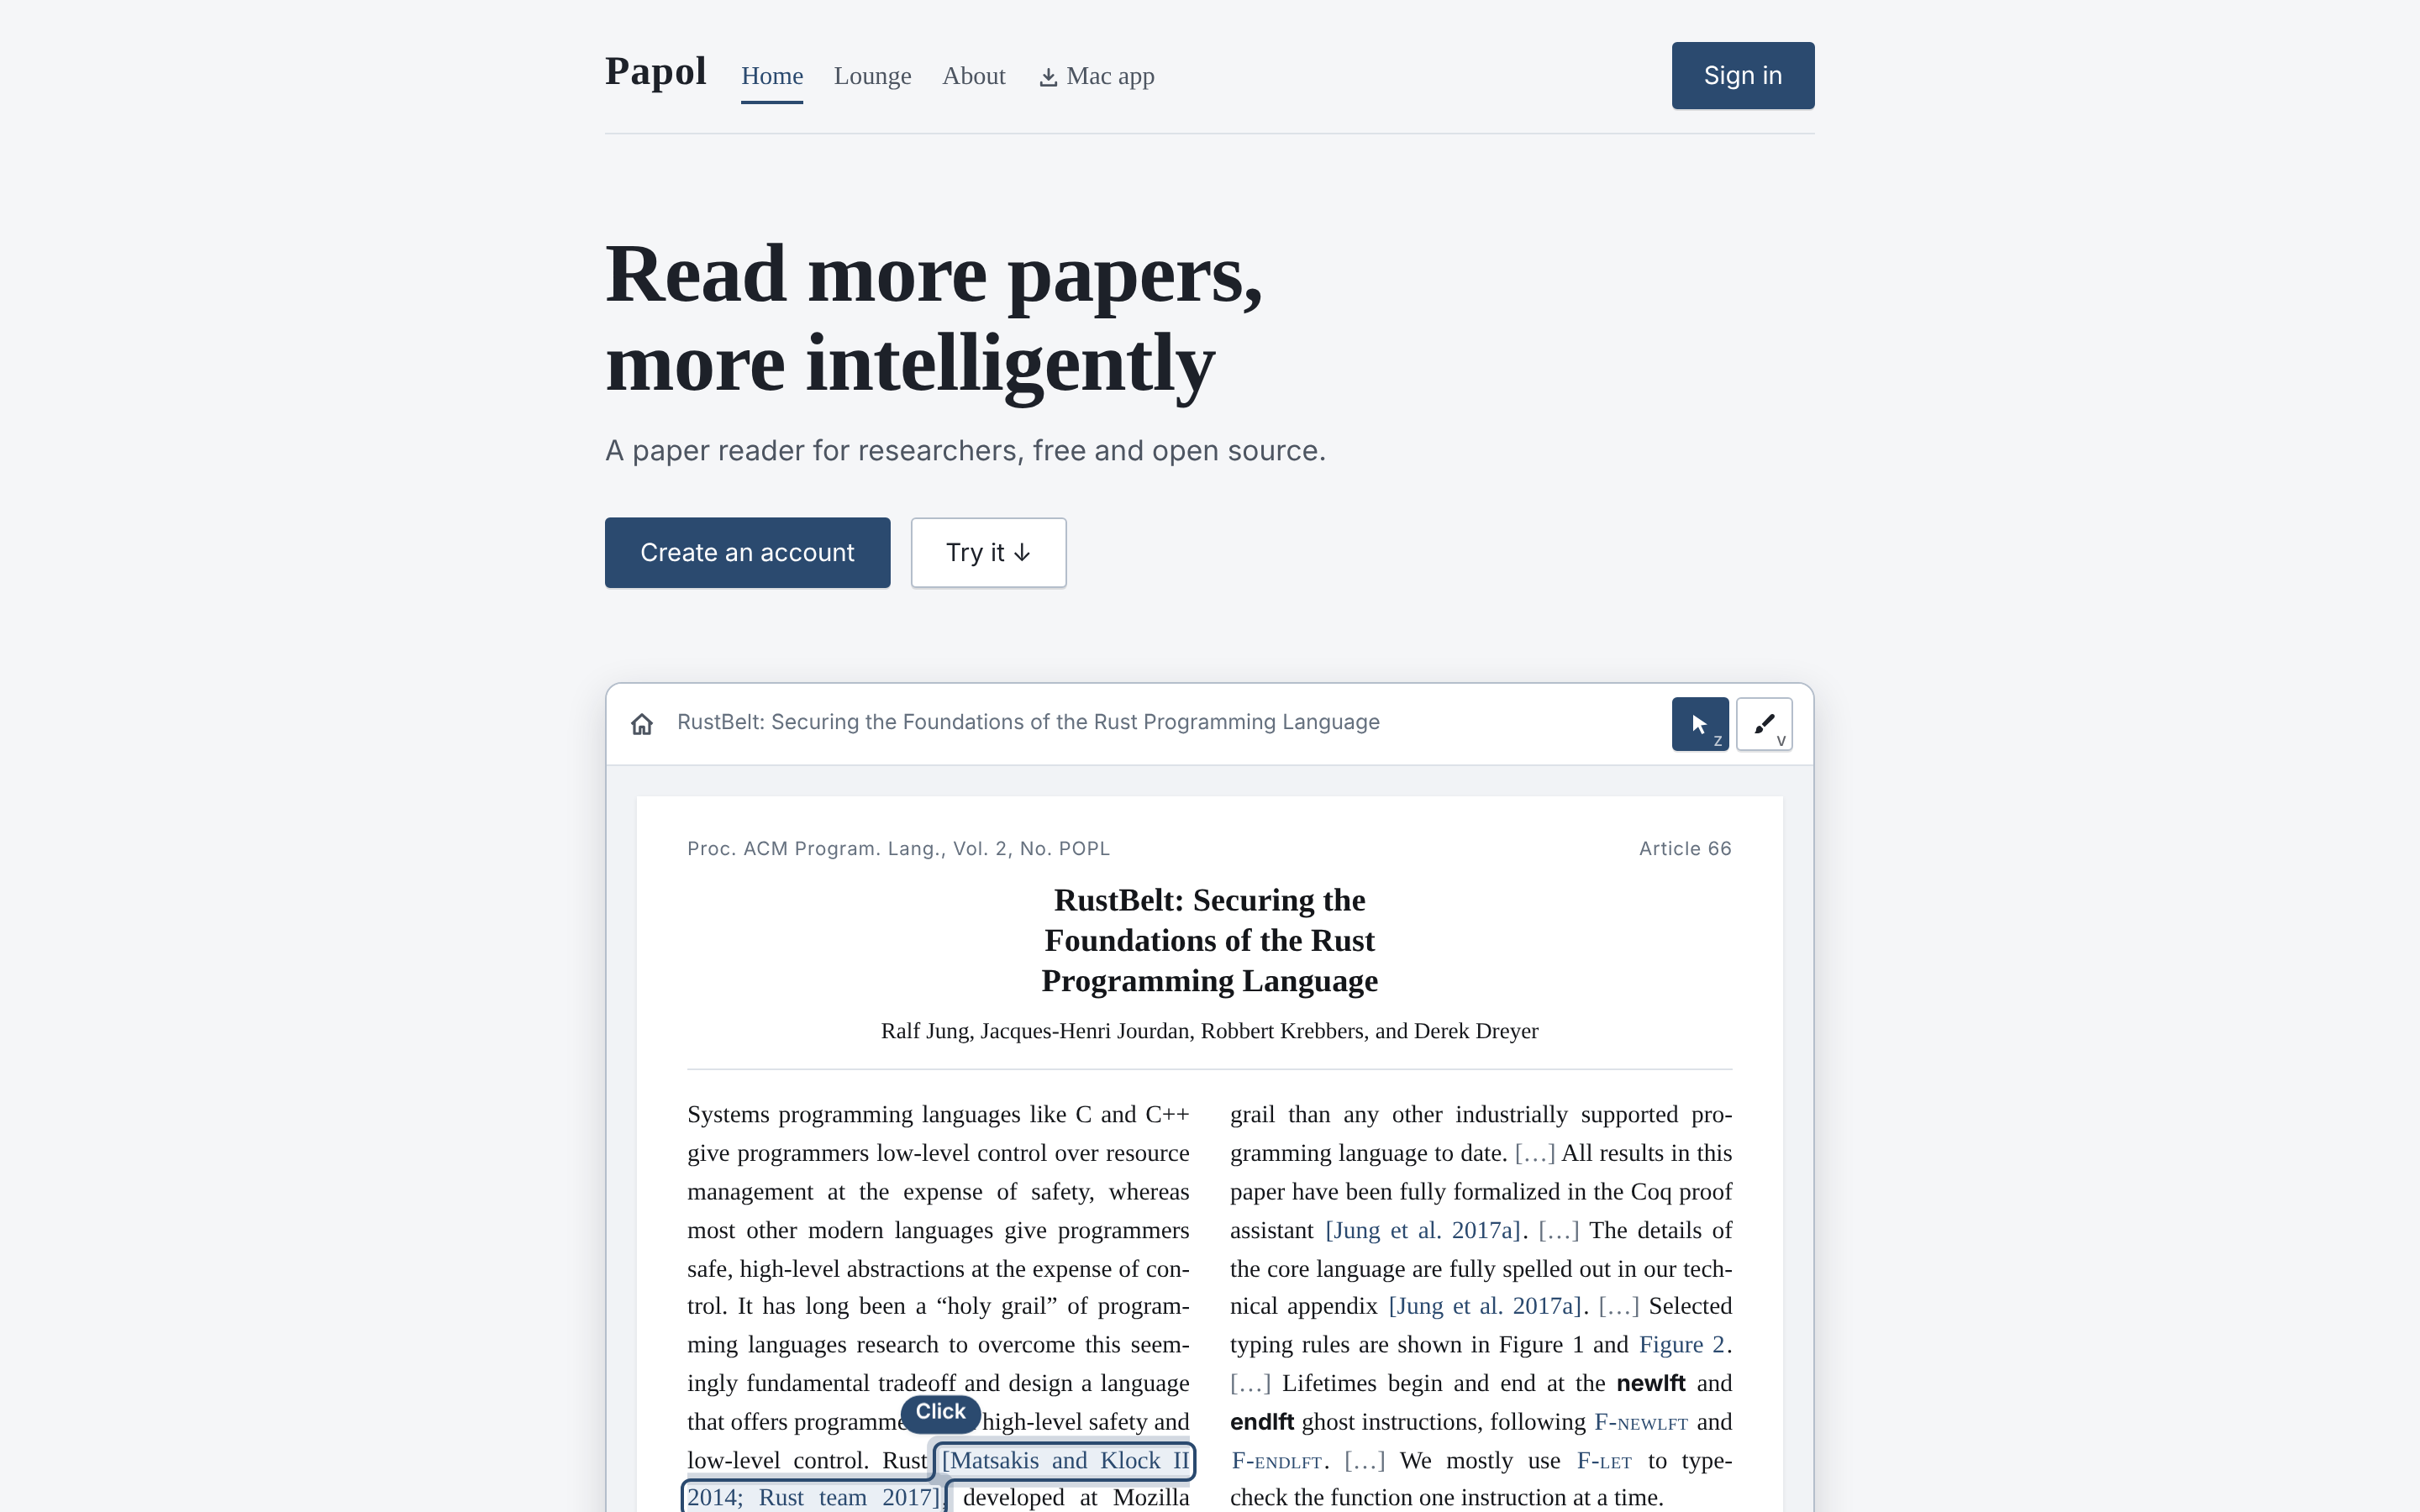 Papol Home Lounge About Mac app Sign in
Read more papers,
more intelligently
A paper reader for researchers, free and open source.
Create an account Try it ↓
RustBelt: Securing the Foundations of the Rust Programming Language z v
Proc. ACM Program. Lang., Vol. 2, No. POPL Article 66
RustBelt: Securing the
Foundations of the Rust
Programming Language
Ralf Jung, Jacques-Henri Jourdan, Robbert Krebbers, and Derek Dreyer
Systems programming languages like C and C++
give programmers low-level control over resource
management at the expense of safety, whereas
most other modern languages give programmers
safe, high-level abstractions at the expense of con-
trol. It has long been a “holy grail” of program-
ming languages research to overcome this seem-
ingly fundamental tradeoff and design a language
Click
that offers high-level safety and
low-level control. Rust [Matsakis and Klock II
2014; Rust team 2017], developed at Mozilla
grail than any other industrially supported pro-
gramming language to date. […] All results in this
paper have been fully formalized in the Coq proof
assistant [Jung et al. 2017a]. […] The details of
the core language are fully spelled out in our tech-
nical appendix [Jung et al. 2017a]. […] Selected
typing rules are shown in Figure 1 and Figure 2.
[…] Lifetimes begin and end at the newlft and
endlft ghost instructions, following F-NEWLFT and
F-ENDLFT. […] We mostly use F-LET to type-
check the function one instruction at a time.